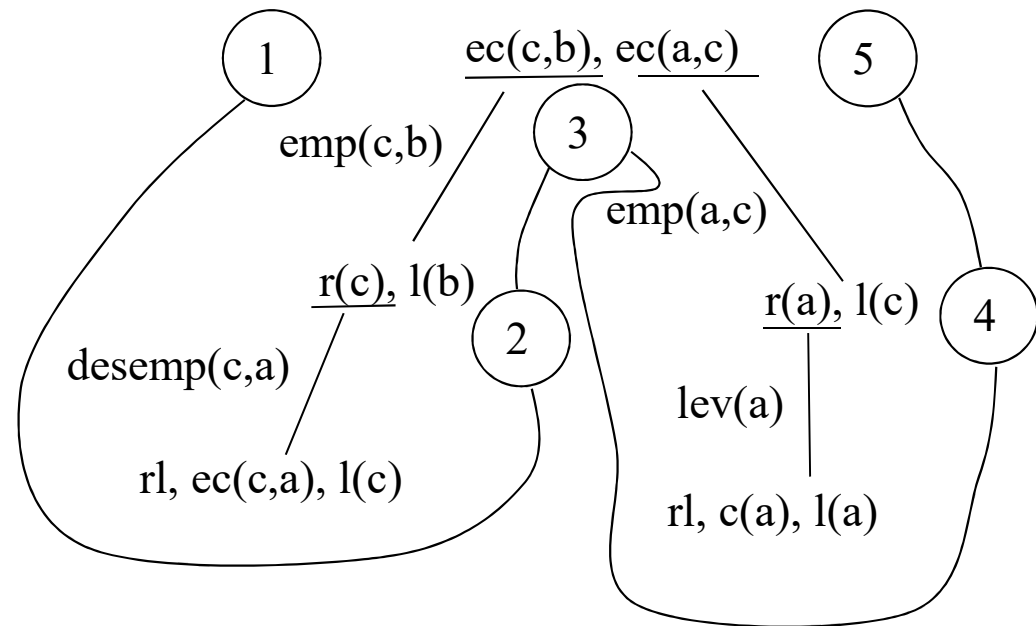 1
ec(c,b), ec(a,c)
5
3
emp(c,b)
emp(a,c)
r(c), l(b)
r(a), l(c)
4
2
desemp(c,a)
lev(a)
rl, ec(c,a), l(c)
rl, c(a), l(a)